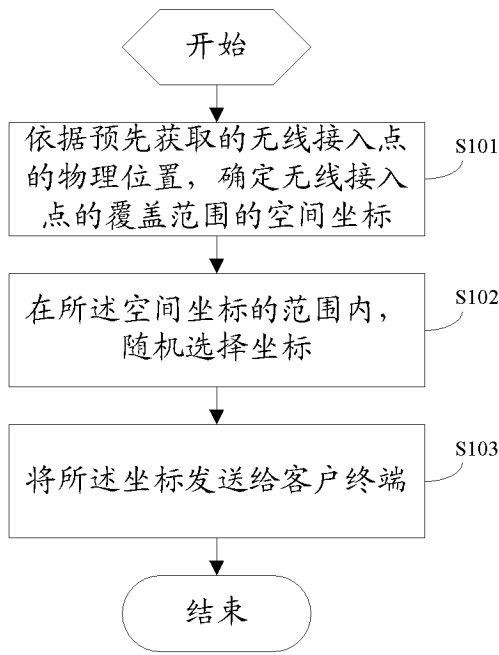 开始
依据预先获取的无线接入点
的物理位置，确定无线接入
点的覆盖范围的空间坐标
S101
在所述空间坐标的范围内，
随机选择坐标
S102
将所述坐标发送给客户终端
S103
结束